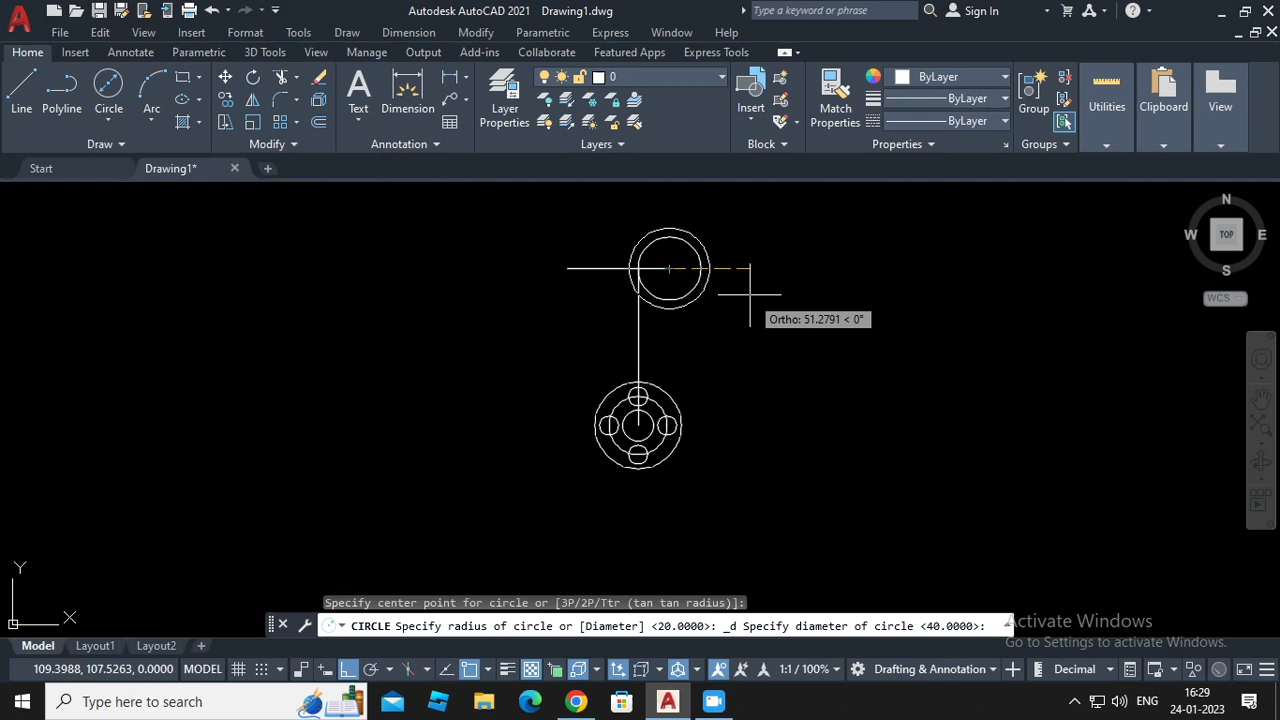 Autodesk AutoCAD 2021 Drawing1.dwg
Type a keyword or phrase
Sign In
File Edit View Insert Format Tools Draw Dimension Modify Parametric Express Window Help
Home Insert Annotate Parametric 3D Tools View Manage Output Add-ins Collaborate Featured Apps Express Tools
0
ByLayer
ByLayer
ByLayer
Line Polyline Circle Arc
Text Dimension
Layer Properties
Insert
Match Properties
Group
Utilities
Clipboard
View
Draw
Modify
Annotation
Layers
Block
Properties
Groups
Start
Drawing1*
N
W TOP E
S
WCS
Ortho: 51.2791 < 0°
Y
X
Specify center point for circle or [3P/2P/Ttr (tan tan radius)]:
CIRCLE Specify radius of circle or [Diameter] <20.0000>: _d Specify diameter of circle <40.0000>:
Activate Windows
Go to Settings to activate Windows.
Model Layout1 Layout2
109.3988, 107.5263, 0.0000 MODEL
1:1 / 100%
Drafting & Annotation
Decimal
Type here to search
ENG
16:29
24-01-2023